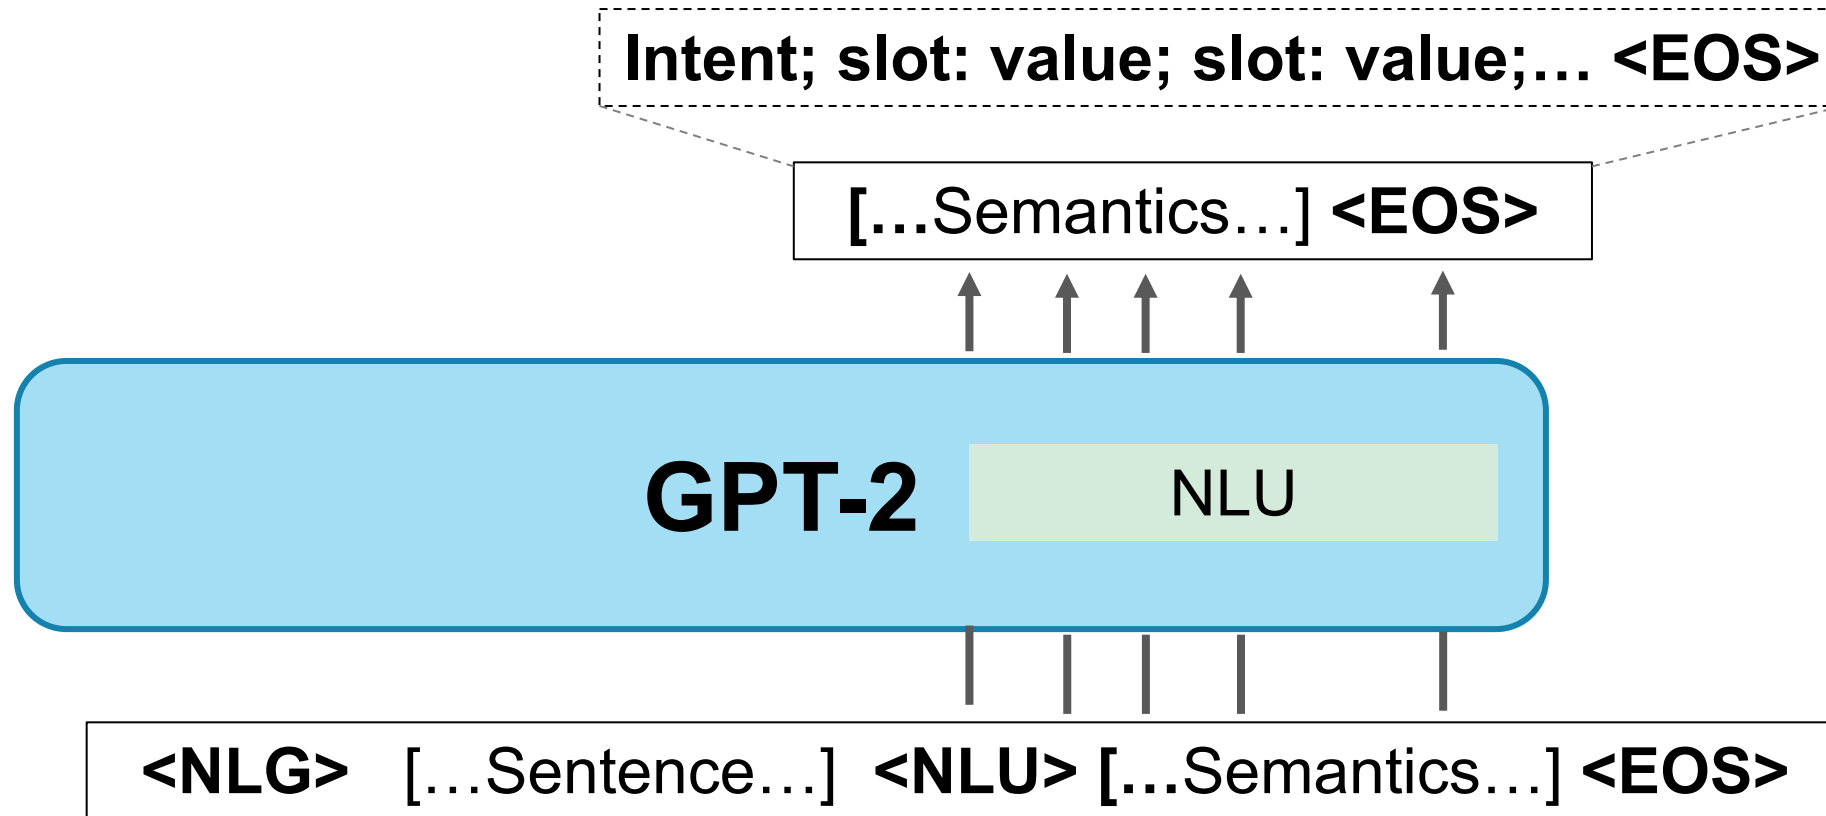 Intent; slot: value; slot: value;… <EOS>
[…Semantics…] <EOS>
GPT-2
NLU
<NLG> […Sentence…] <NLU> […Semantics…] <EOS>